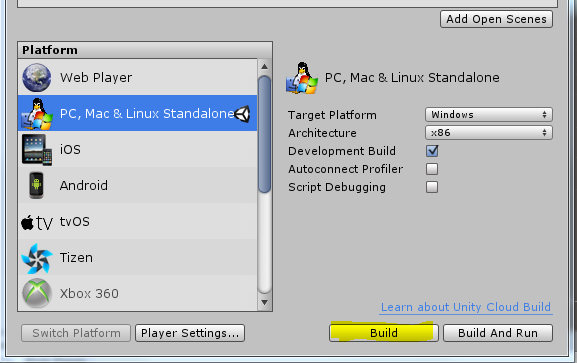 Add Open Scenes
Platform
Web Player
PC, Mac & Linux Standalone
iOS
Android
tv tvOS
Tizen
Xbox 360
PC, Mac & Linux Standalone
Target Platform Windows
Architecture x86
Development Build
Autoconnect Profiler
Script Debugging
Learn about Unity Cloud Build
Switch Platform Player Settings... Build Build And Run